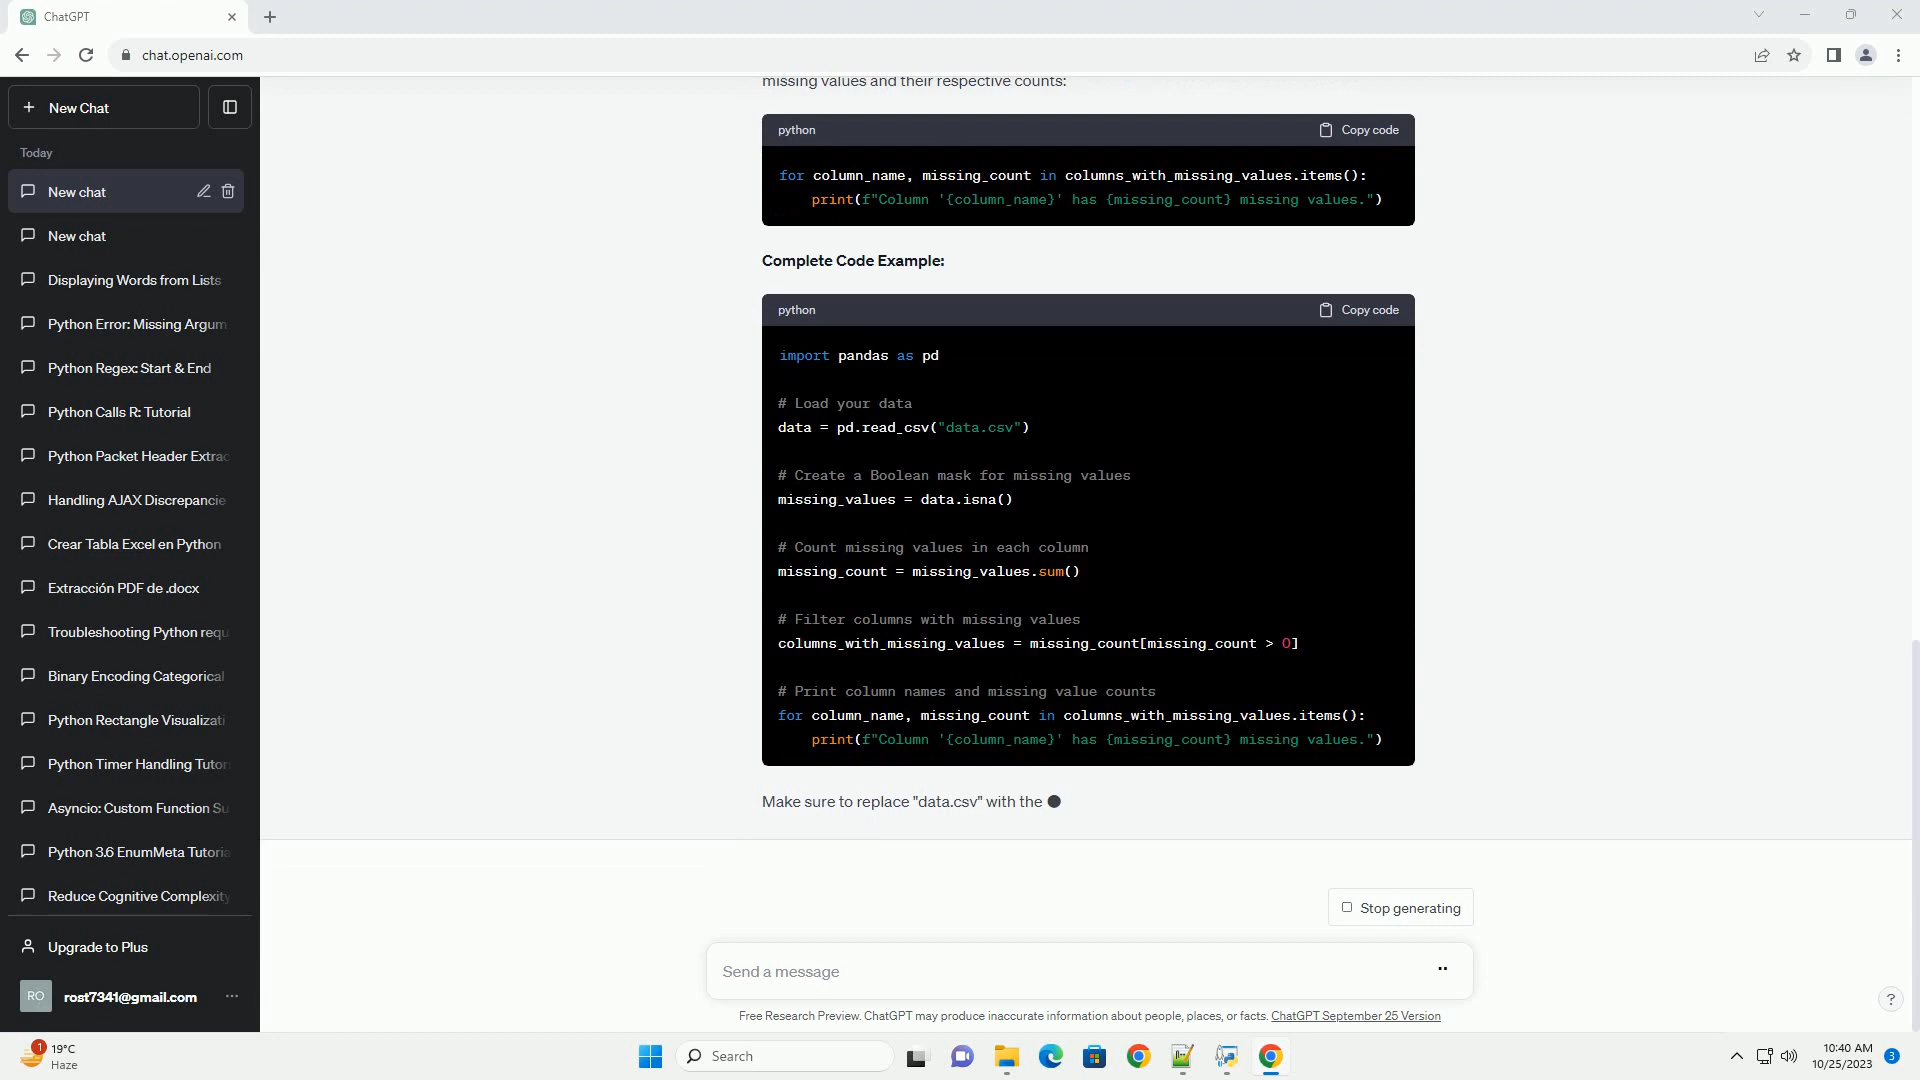 ChatGPT
chat.openai.com
New Chat
Today
New chat
New chat
Displaying Words from Lists
Python Error: Missing Argum
Python Regex: Start & End
Python Calls R: Tutorial
Python Packet Header Extrac
Handling AJAX Discrepancie
Crear Tabla Excel en Python
Extracción PDF de .docx
Troubleshooting Python requ
Binary Encoding Categorical
Python Rectangle Visualizati
Python Timer Handling Tutor
Asyncio: Custom Function Su
Python 3.6 EnumMeta Tutoria
Reduce Cognitive Complexity
Upgrade to Plus
RO rost7341@gmail.com
missing values and their respective counts:
python Copy code
for column_name, missing_count in columns_with_missing_values.items():
    print(f"Column '{column_name}' has {missing_count} missing values.")
Complete Code Example:
python Copy code
import pandas as pd
# Load your data
data = pd.read_csv("data.csv")
# Create a Boolean mask for missing values
missing_values = data.isna()
# Count missing values in each column
missing_count = missing_values.sum()
# Filter columns with missing values
columns_with_missing_values = missing_count[missing_count > 0]
# Print column names and missing value counts
for column_name, missing_count in columns_with_missing_values.items():
    print(f"Column '{column_name}' has {missing_count} missing values.")
Make sure to replace "data.csv" with the
Stop generating
Send a message
Free Research Preview. ChatGPT may produce inaccurate information about people, places, or facts. ChatGPT September 25 Version
?
1
19°C
Haze
Search
10:40 AM
10/25/2023
3